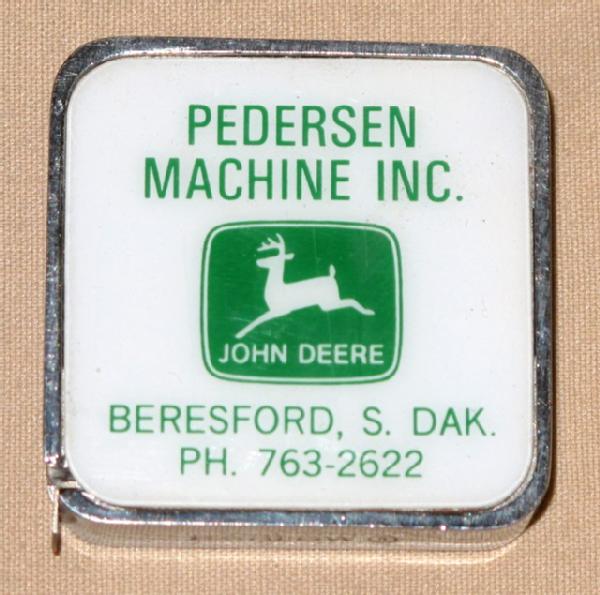 PEDERSEN
MACHINE INC.
JOHN DEERE
BERESFORD, S. DAK.
PH. 763-2622